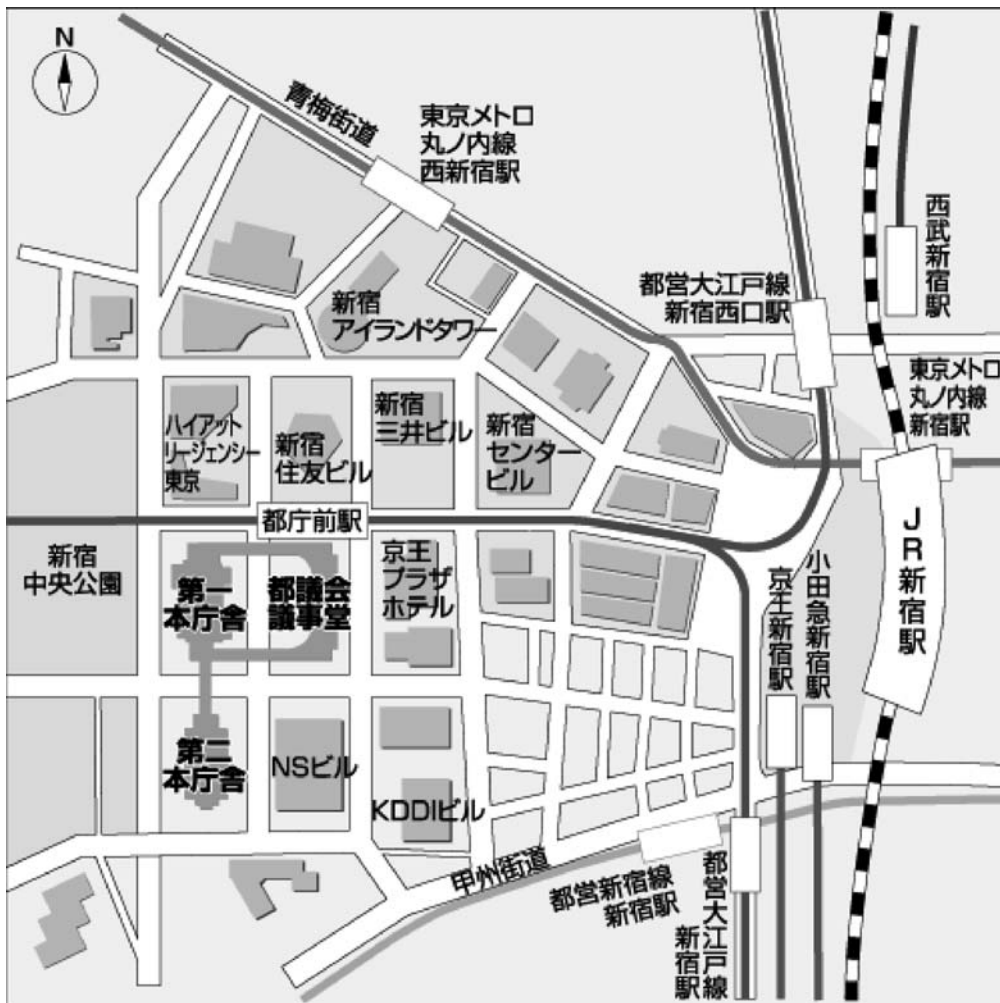 N
青梅街道
東京メトロ
丸ノ内線
西新宿駅
西武新宿駅
都営大江戸線
新宿西口駅
新宿
アイランドタワー
東京メトロ
丸ノ内線
新宿駅
ハイアット
リージェンシー
東京
新宿
住友ビル
新宿
三井ビル
新宿
センター
ビル
都庁前駅
JR新宿駅
新宿
中央公園
第一
本庁舎
都議会
議事堂
京王
プラザ
ホテル
京王新宿駅
小田急新宿駅
第二
本庁舎
NSビル
KDDIビル
甲州街道
都営新宿線
新宿駅
都営大江戸線
新宿駅